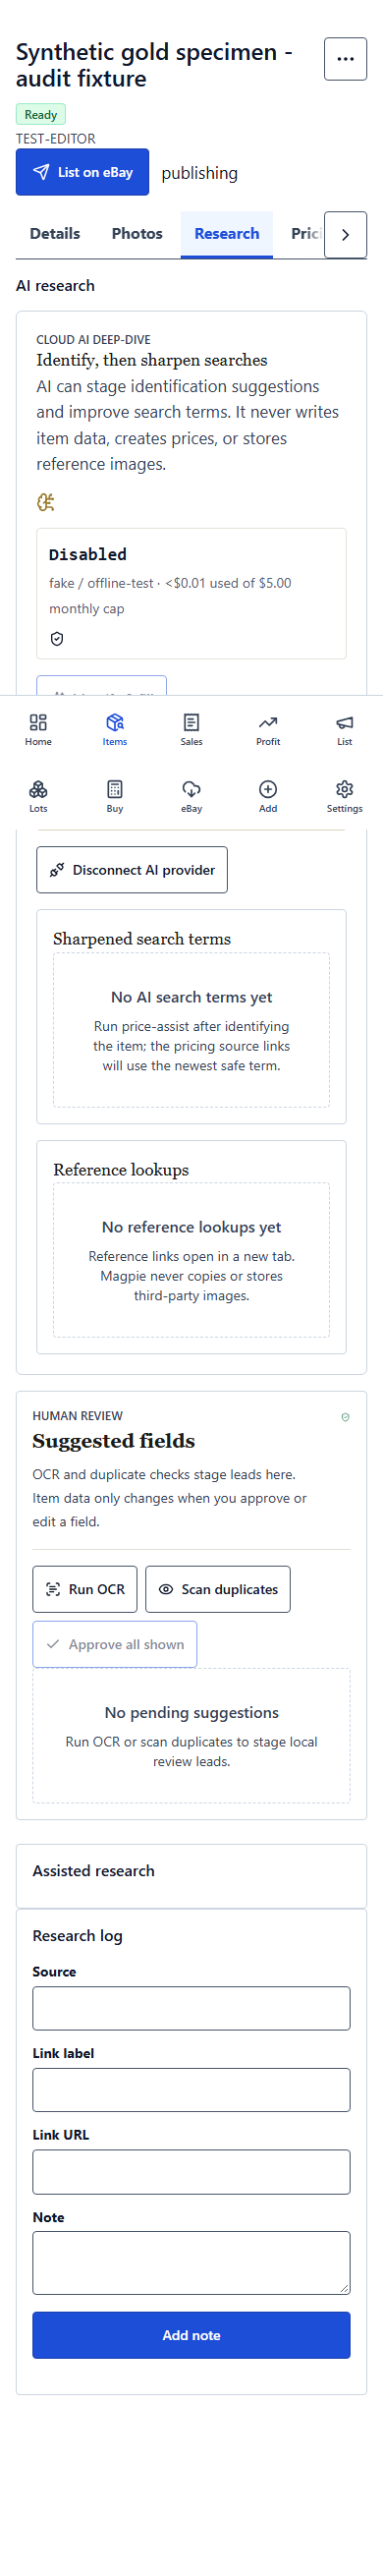 Synthetic gold specimen -
audit fixture
Ready
TEST-EDITOR
List on eBay
publishing
Details
Photos
Research
AI research
CLOUD AI DEEP-DIVE
Identify, then sharpen searches
AI can stage identification suggestions
and improve search terms. It never writes
item data, creates prices, or stores
reference images.
Disabled
fake / offline-test · <$0.01 used of $5.00
monthly cap
Home
Items
Sales
Profit
List
Lots
Buy
eBay
Add
Settings
Disconnect AI provider
Sharpened search terms
No AI search terms yet
Run price-assist after identifying
the item; the pricing source links
will use the newest safe term.
Reference lookups
No reference lookups yet
Reference links open in a new tab.
Magpie never copies or stores
third-party images.
HUMAN REVIEW
Suggested fields
OCR and duplicate checks stage leads here.
Item data only changes when you approve or
edit a field.
Run OCR
Scan duplicates
Approve all shown
No pending suggestions
Run OCR or scan duplicates to stage local
review leads.
Assisted research
Research log
Source
Link label
Link URL
Note
Add note